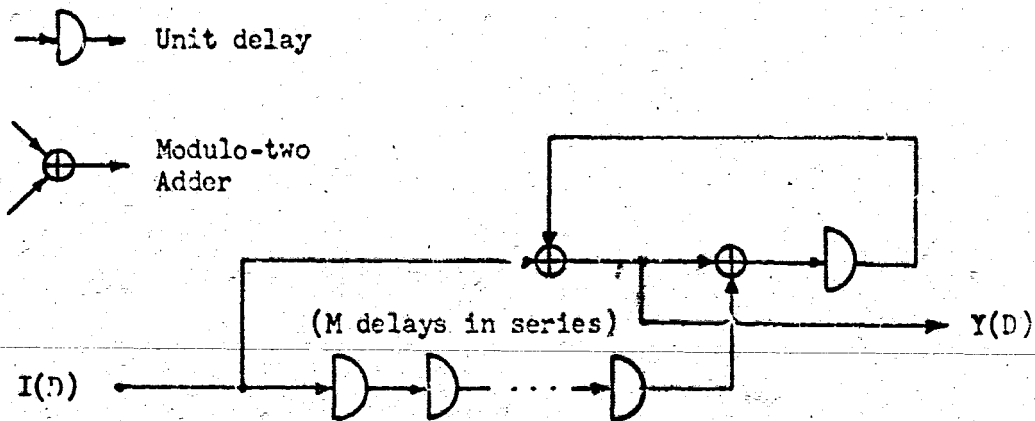 Unit delay
Modulo-two
Adder
(M delays in series)
Y(D)
I(D)